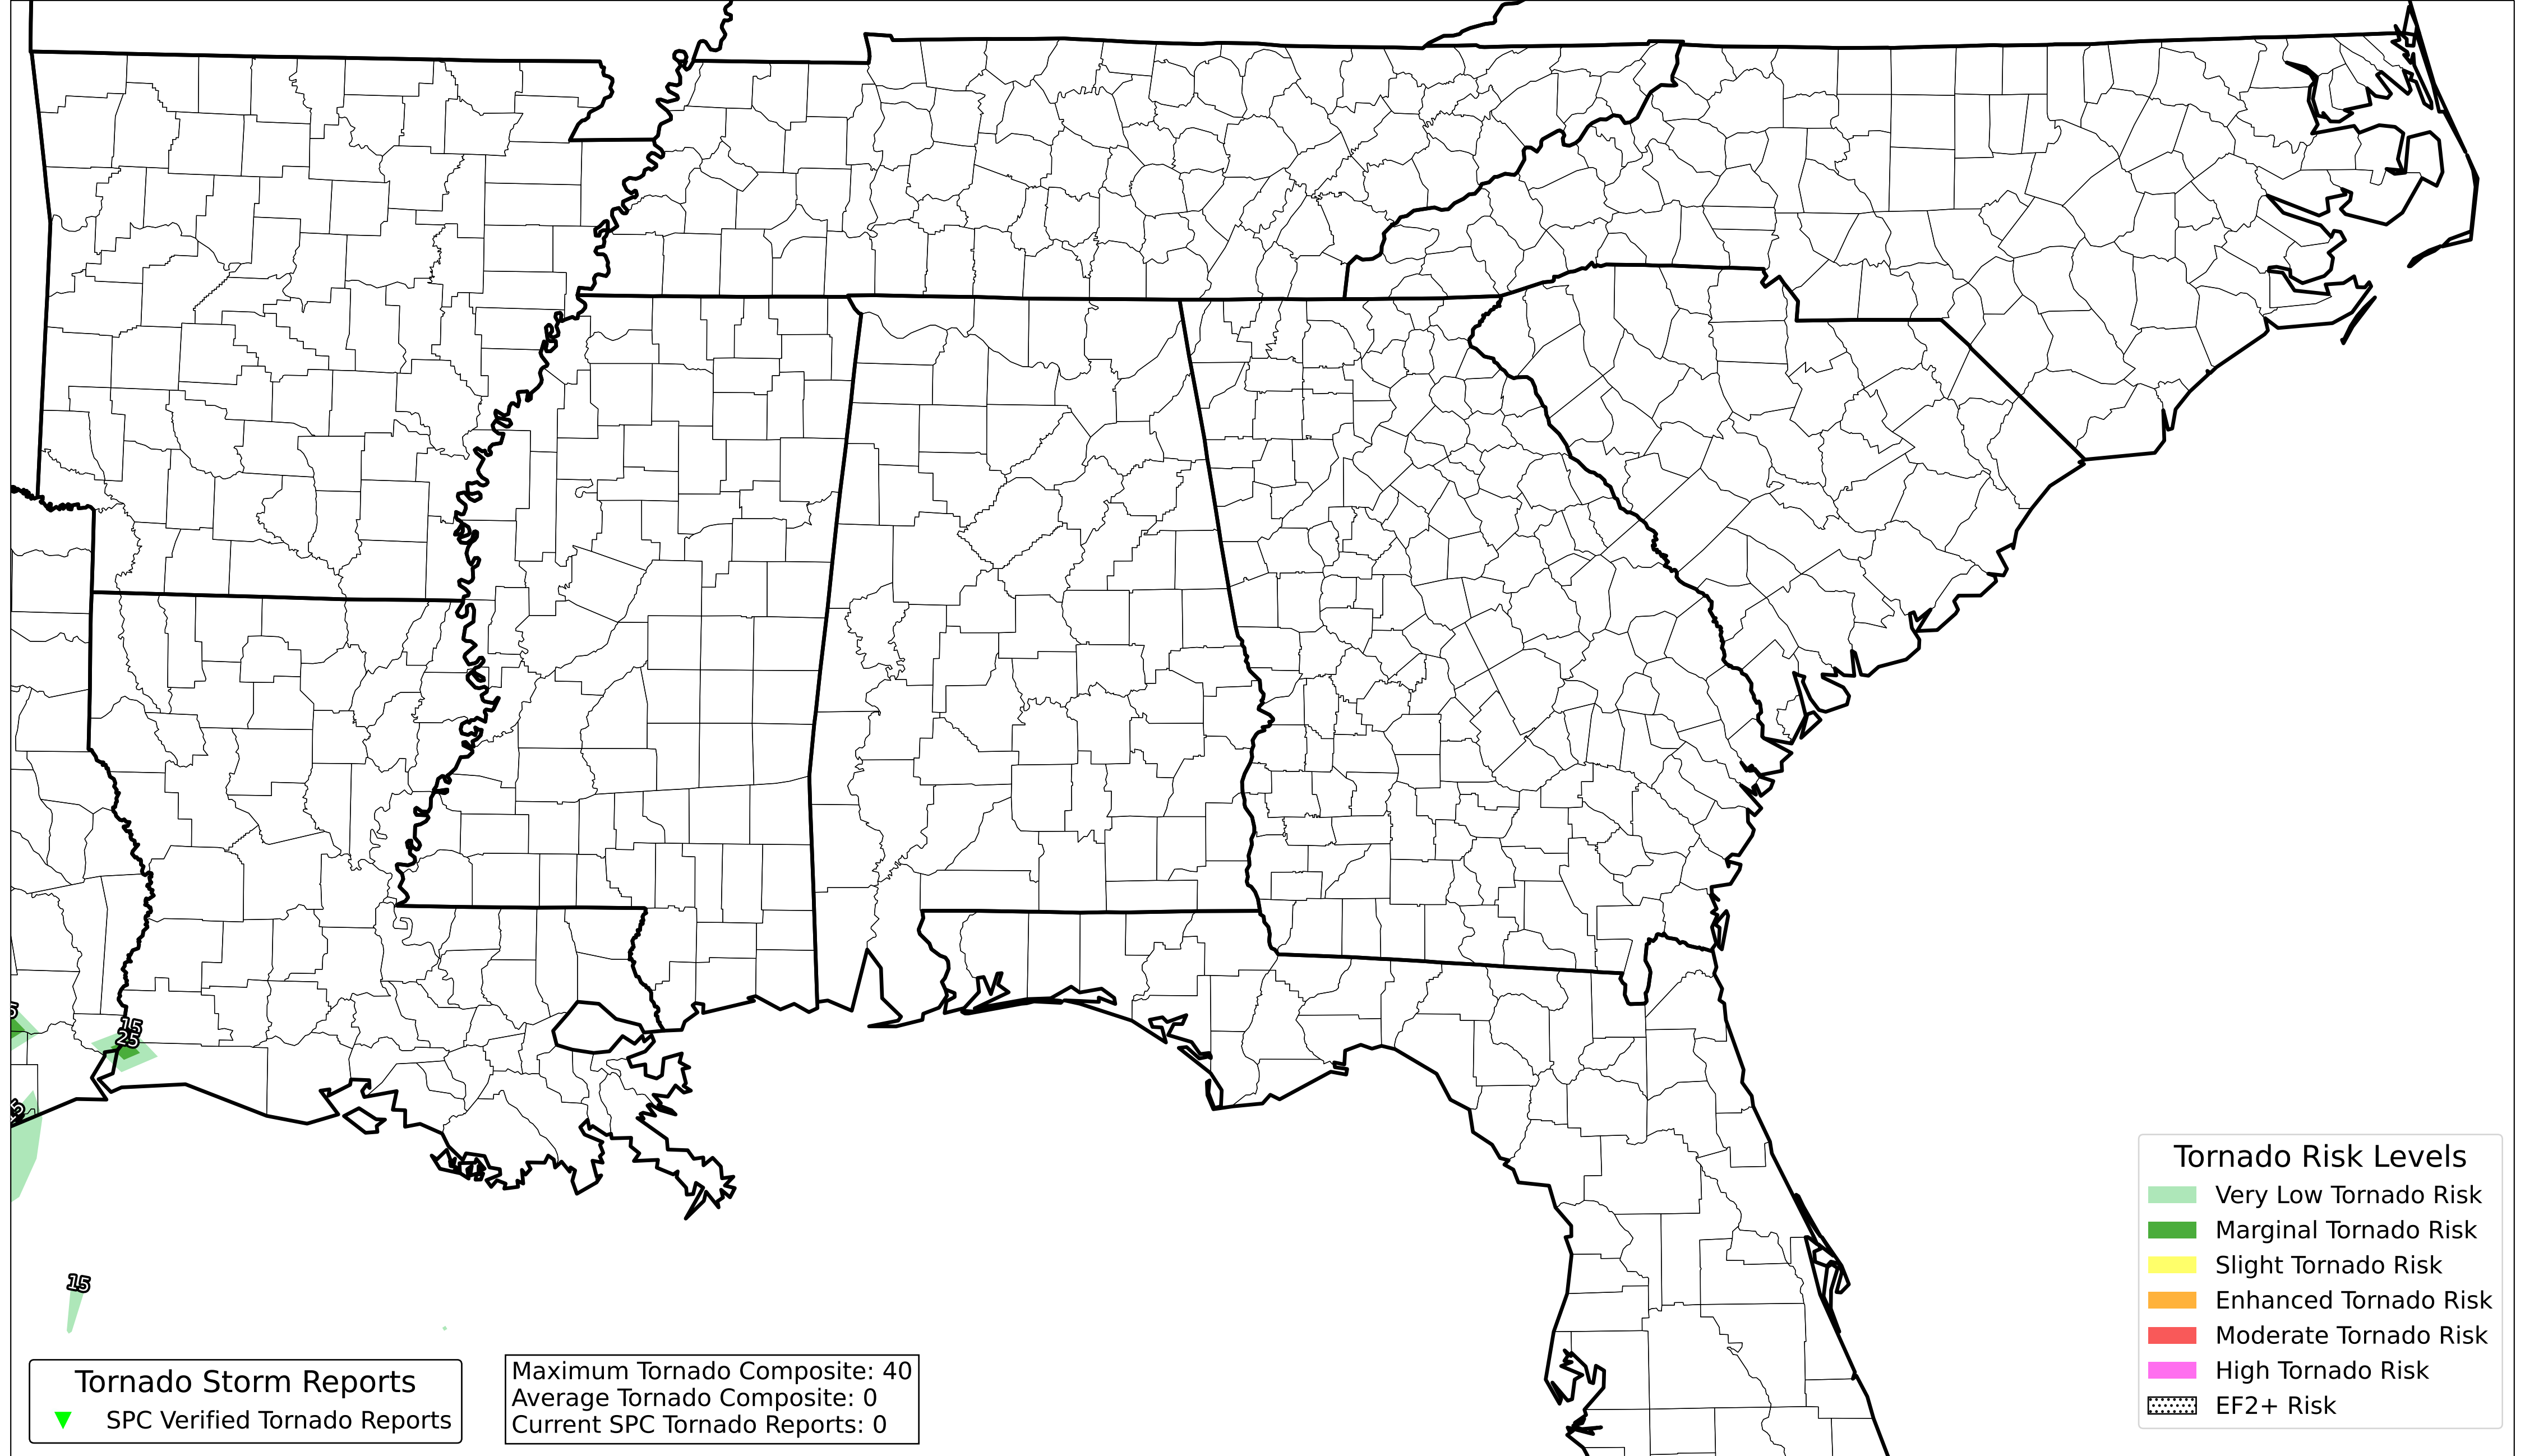 15
25
15
Tornado Risk Levels
Very Low Tornado Risk
Marginal Tornado Risk
Slight Tornado Risk
Enhanced Tornado Risk
Moderate Tornado Risk
High Tornado Risk
EF2+ Risk
Tornado Storm Reports
SPC Verified Tornado Reports
Maximum Tornado Composite: 40
Average Tornado Composite: 0
Current SPC Tornado Reports: 0